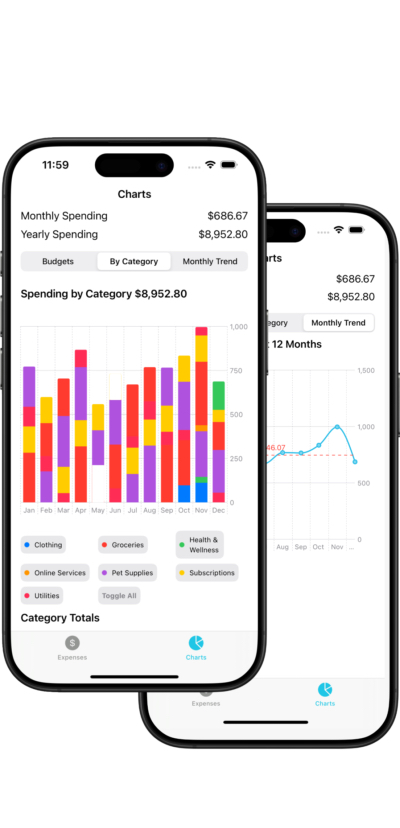 11:59
Charts
Monthly Spending $686.67
Yearly Spending $8,952.80
Budgets By Category Monthly Trend
Spending by Category $8,952.80
1,000
750
500
250
0
Jan Feb Mar Apr May Jun Jul Aug Sep Oct Nov Dec
Clothing Groceries Health & Wellness
Online Services Pet Supplies Subscriptions
Utilities Toggle All
Category Totals
$
Expenses Charts
arts
$686.67
$8,952.80
egory Monthly Trend
12 Months
1,500
1,000
46.07
500
0
Aug Sep Oct Nov ...
Expenses Charts